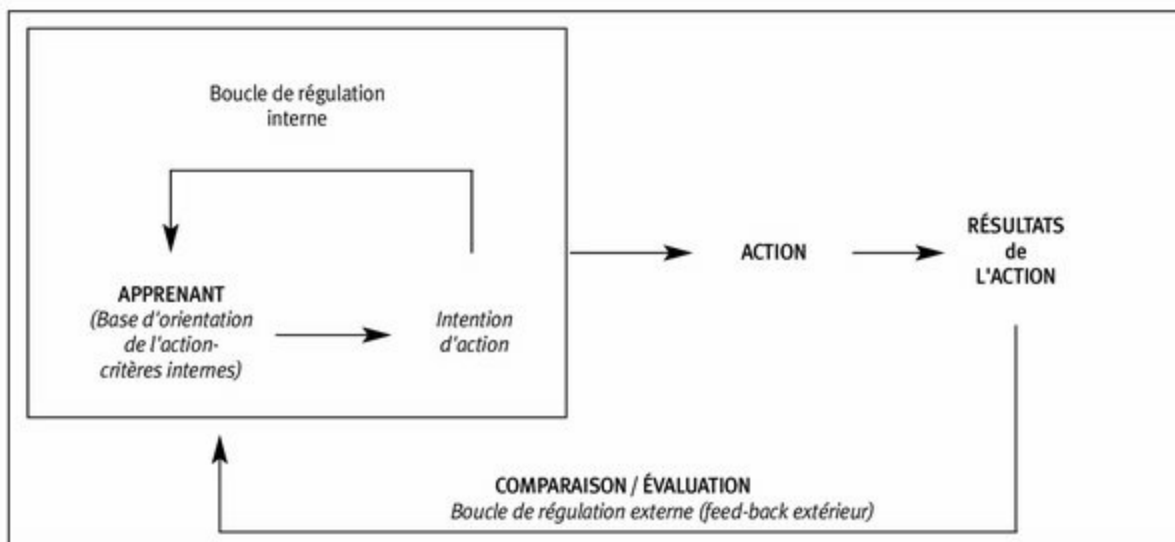 Boucle de régulation
interne
APPRENANT
(Base d'orientation
de l'action-
critères internes)
Intention
d'action
ACTION
RÉSULTATS
de
L'ACTION
COMPARAISON / ÉVALUATION
Boucle de régulation externe (feed-back extérieur)